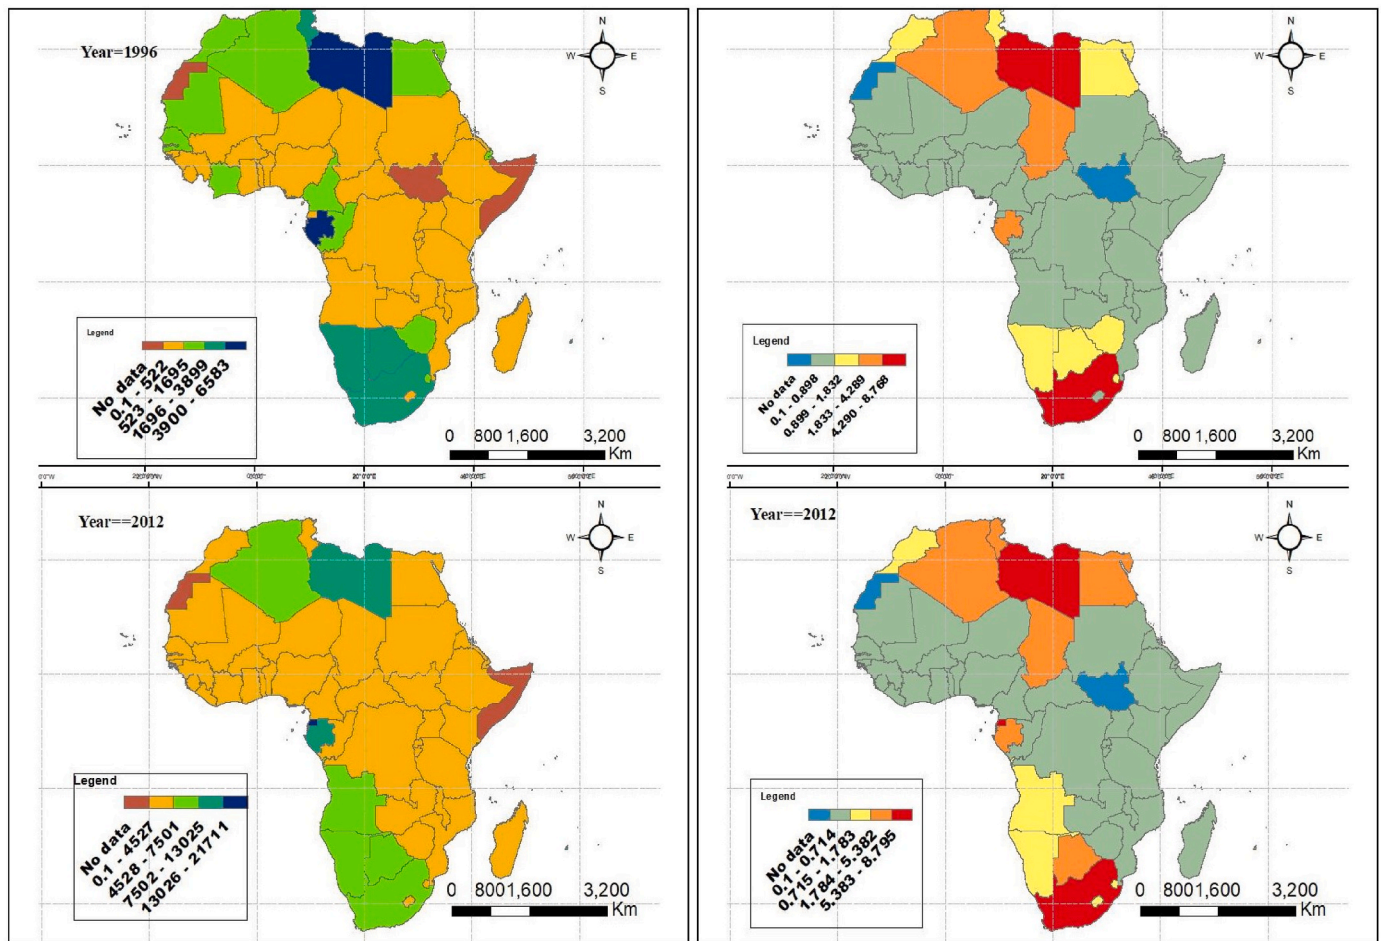 Year=1996
N
W E
S
Legend
No data
0.1 - 522
523 - 1695
1696 - 3899
3900 - 6583
0 800 1,600 3,200
Km
N
W E
S
Legend
No data
0.1 - 0.898
0.899 - 1.832
1.833 - 4.289
4.290 - 8.768
0 800 1,600 3,200
Km
Year==2012
N
W E
S
Legend
No data
0.1 - 4527
4528 - 7501
7502 - 13025
13026 - 21711
0 800 1,600 3,200
Km
Year==2012
N
W E
S
Legend
No data
0.1 - 0.714
0.715 - 1.783
1.784 - 5.382
5.383 - 8.795
0 800 1,600 3,200
Km